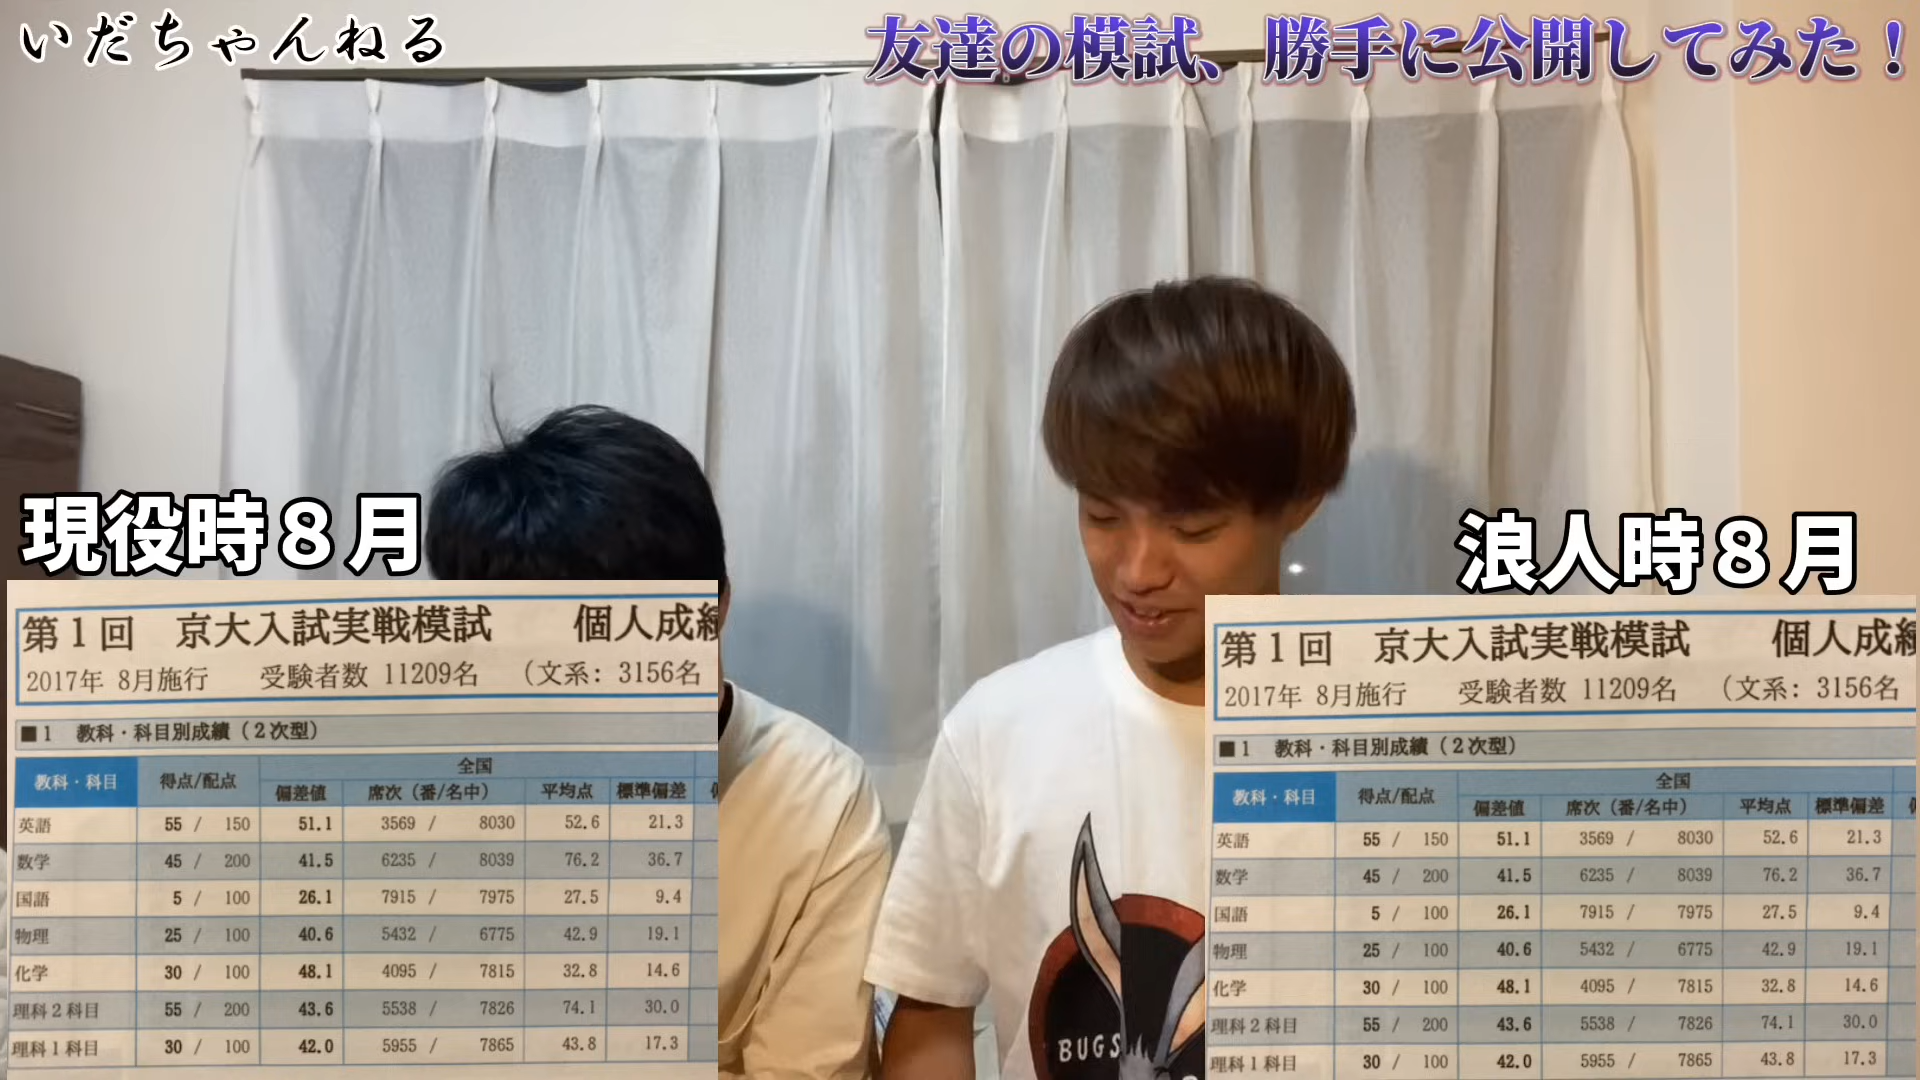 いだちゃんねる
友達の模試、勝手に公開してみた！
現役時８月
第１回 京大入試実戦模試 個人成績
2017年 8月施行 受験者数 11209名 （文系: 3156名
■１ 教科・科目別成績（２次型）
教科・科目 得点/配点 全国
偏差値 席次（番/名中） 平均点 標準偏差
英語 55 / 150 51.1 3569 / 8030 52.6 21.3
数学 45 / 200 41.5 6235 / 8039 76.2 36.7
国語 5 / 100 26.1 7915 / 7975 27.5 9.4
物理 25 / 100 40.6 5432 / 6775 42.9 19.1
化学 30 / 100 48.1 4095 / 7815 32.8 14.6
理科２科目 55 / 200 43.6 5538 / 7826 74.1 30.0
理科１科目 30 / 100 42.0 5955 / 7865 43.8 17.3
浪人時８月
第１回 京大入試実戦模試 個人成績
2017年 8月施行 受験者数 11209名 （文系: 3156名
■１ 教科・科目別成績（２次型）
教科・科目 得点/配点 全国
偏差値 席次（番/名中） 平均点 標準偏差
英語 55 / 150 51.1 3569 / 8030 52.6 21.3
数学 45 / 200 41.5 6235 / 8039 76.2 36.7
国語 5 / 100 26.1 7915 / 7975 27.5 9.4
物理 25 / 100 40.6 5432 / 6775 42.9 19.1
化学 30 / 100 48.1 4095 / 7815 32.8 14.6
理科２科目 55 / 200 43.6 5538 / 7826 74.1 30.0
理科１科目 30 / 100 42.0 5955 / 7865 43.8 17.3
BUGS